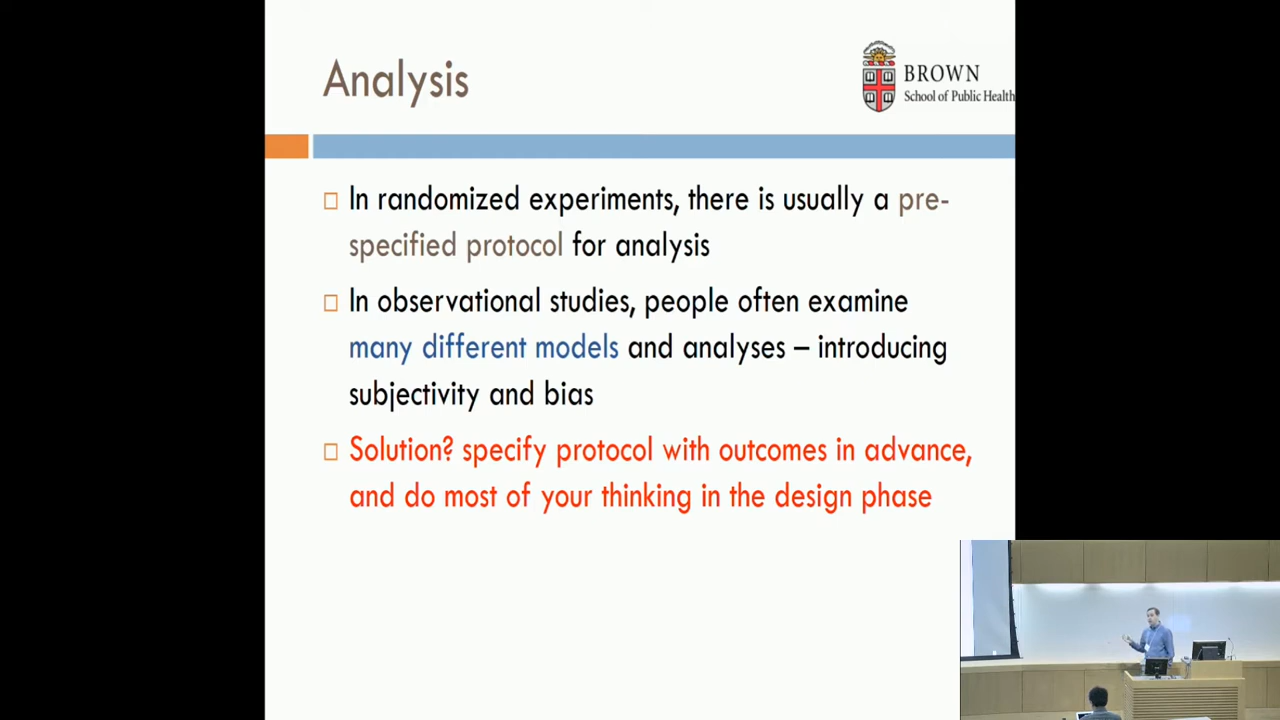 Analysis
BROWN
School of Public Health
In randomized experiments, there is usually a pre-
specified protocol for analysis
In observational studies, people often examine
many different models and analyses – introducing
subjectivity and bias
Solution? specify protocol with outcomes in advance,
and do most of your thinking in the design phase